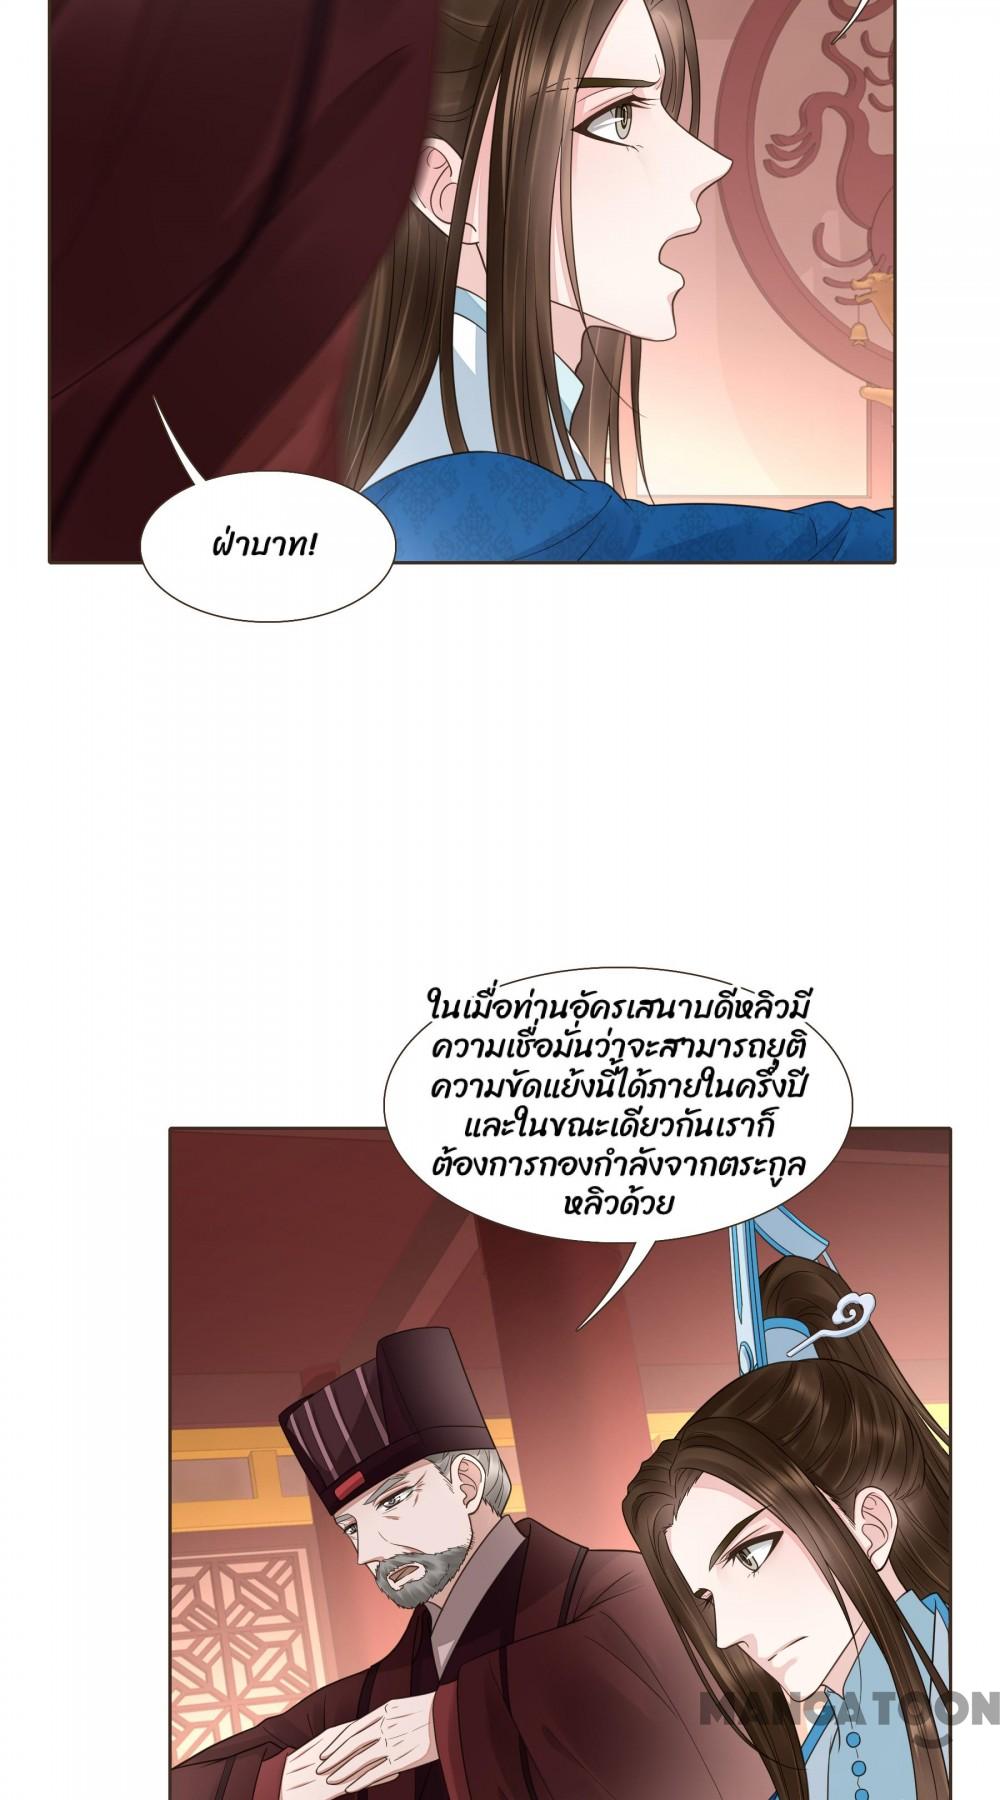 ฝ่าบาท!
ในเมื่อท่านอัครเสนาบดีหลิวมี
ความเชื่อมั่นว่าจะสามารถยุติ
ความขัดแย้งนี้ได้ภายในครึ่งปี
และในขณะเดียวกันเราก็
ต้องการกองกำลังจากตระกูล
หลิวด้วย
MANGATOON